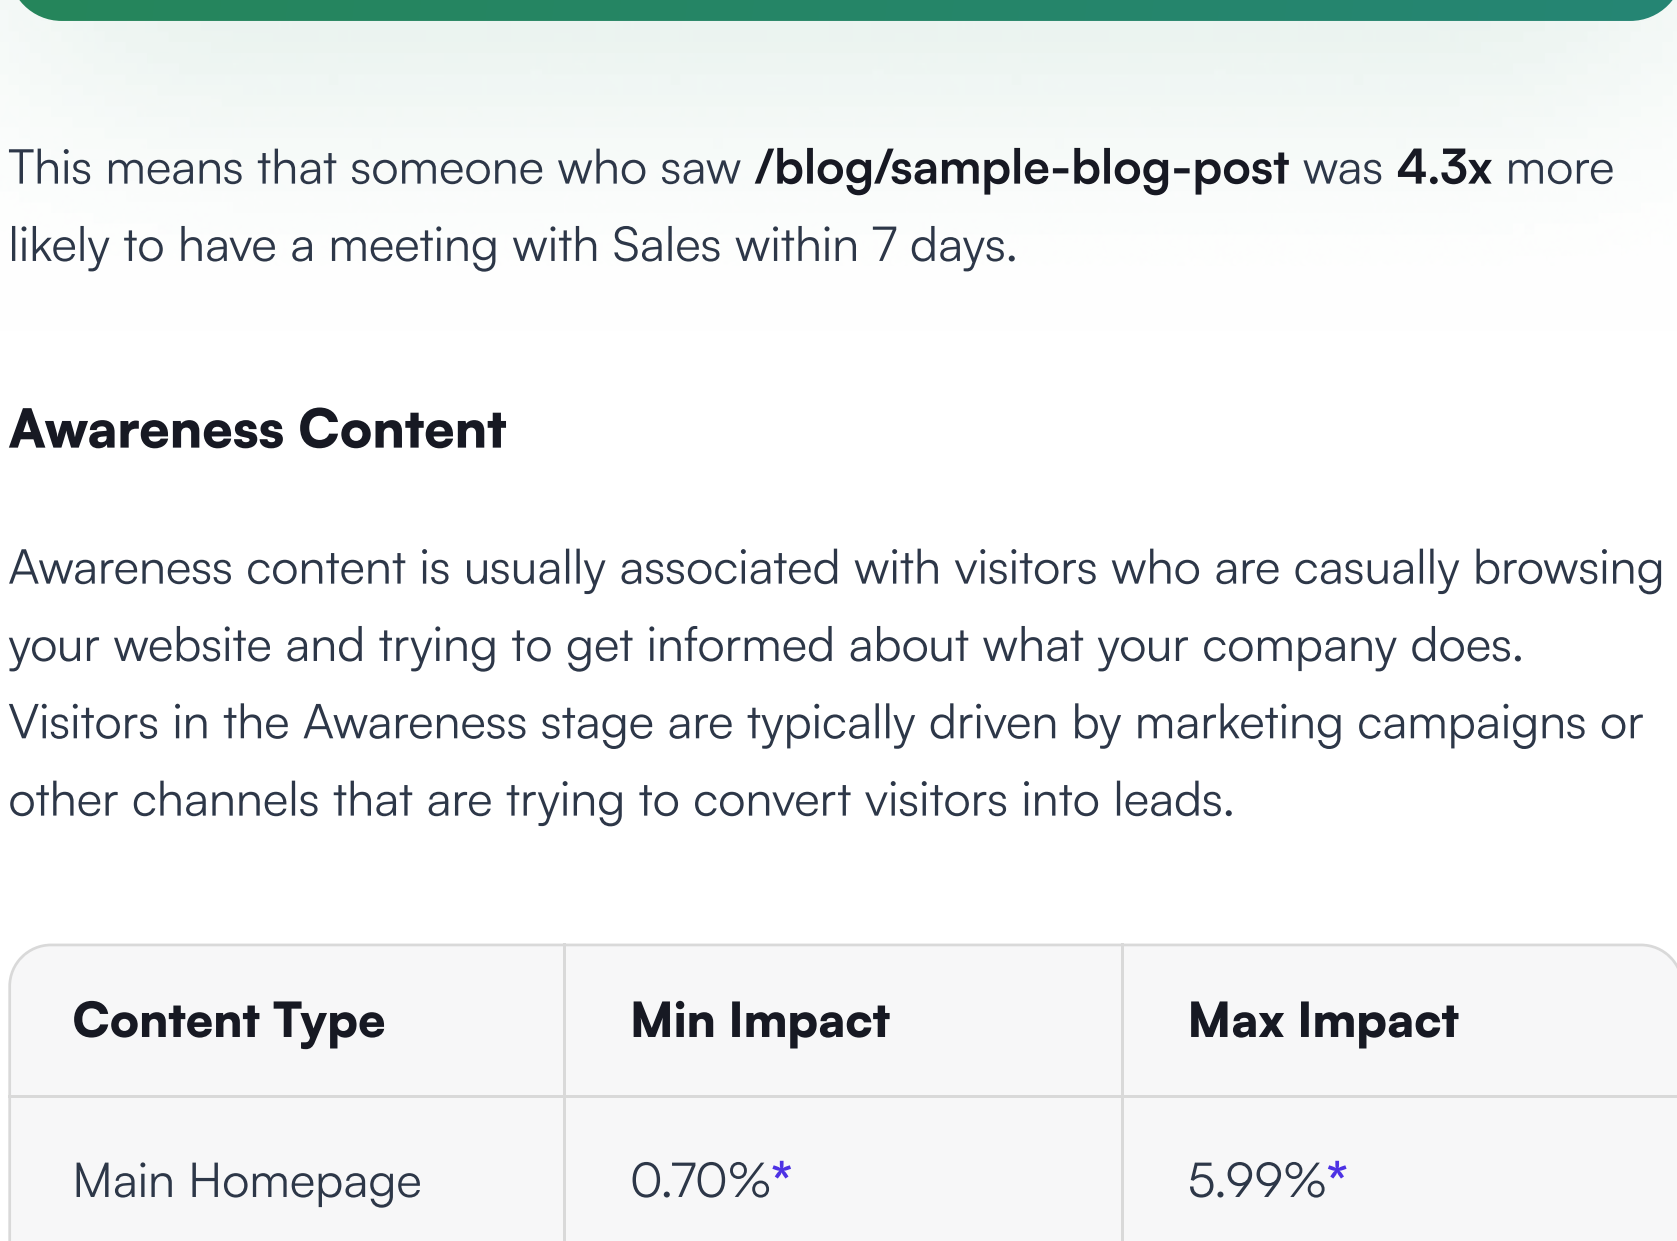 This means that someone who saw /blog/sample-blog-post was 4.3x more
likely to have a meeting with Sales within 7 days.
Awareness Content
Awareness content is usually associated with visitors who are casually browsing
your website and trying to get informed about what your company does.
Visitors in the Awareness stage are typically driven by marketing campaigns or
other channels that are trying to convert visitors into leads.
Content Type Min Impact Max Impact
Main Homepage 0.70%* 5.99%*